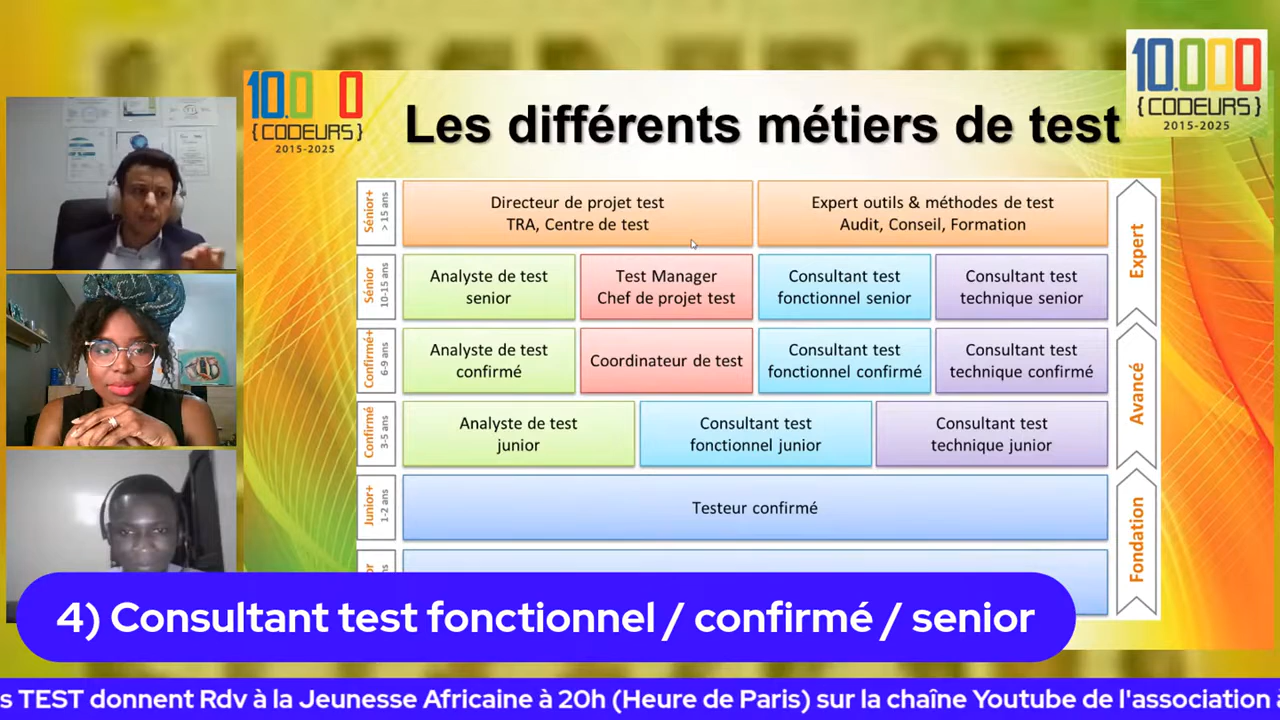 10.0 0
{CODEURS}
2015-2025
Les différents métiers de test
10.000
{CODEURS}
2015-2025
Sénior+
> 15 ans
Directeur de projet test
TRA, Centre de test
Expert outils & méthodes de test
Audit, Conseil, Formation
Expert
Sénior
10-15 ans
Analyste de test
senior
Test Manager
Chef de projet test
Consultant test
fonctionnel senior
Consultant test
technique senior
Confirmé+
6-9 ans
Analyste de test
confirmé
Coordinateur de test
Consultant test
fonctionnel confirmé
Consultant test
technique confirmé
Avancé
Confirmé
3-5 ans
Analyste de test
junior
Consultant test
fonctionnel junior
Consultant test
technique junior
Junior+
1-2 ans
Testeur confirmé
Fondation
4) Consultant test fonctionnel / confirmé / senior
s TEST donnent Rdv à la Jeunesse Africaine à 20h (Heure de Paris) sur la chaîne Youtube de l'association